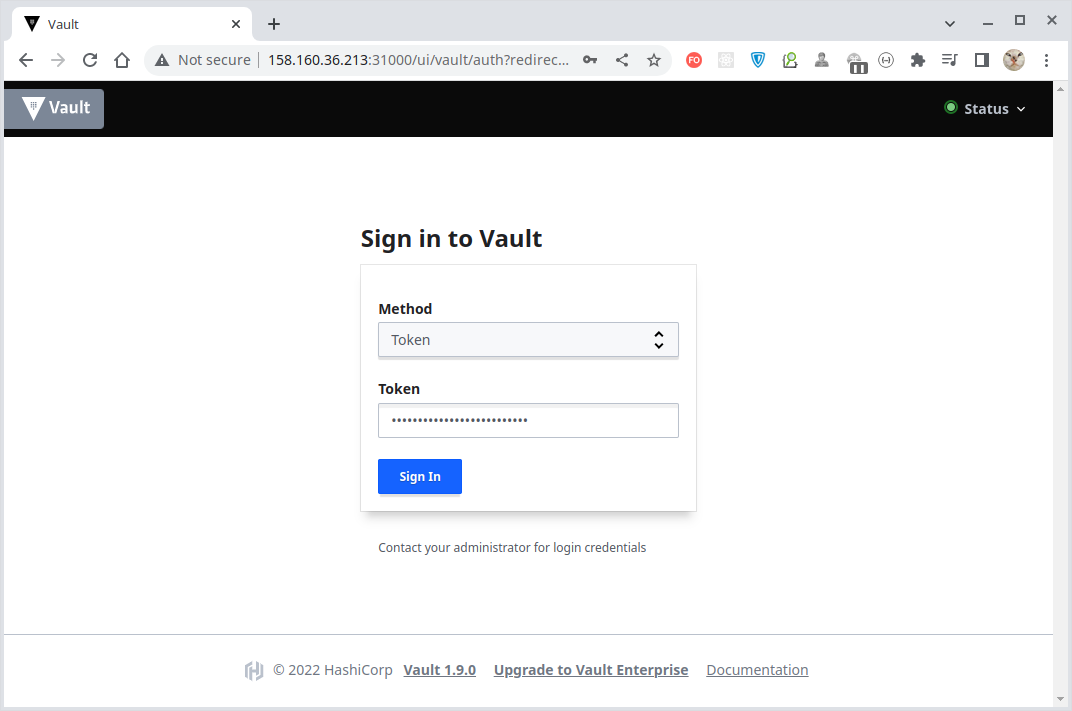 Vault
Not secure 158.160.36.213:31000/ui/vault/auth?redirec...
FO
Vault
Status
Sign in to Vault
Method
Token
Token
••••••••••••••••••••••••••
Sign In
Contact your administrator for login credentials
© 2022 HashiCorp Vault 1.9.0 Upgrade to Vault Enterprise Documentation